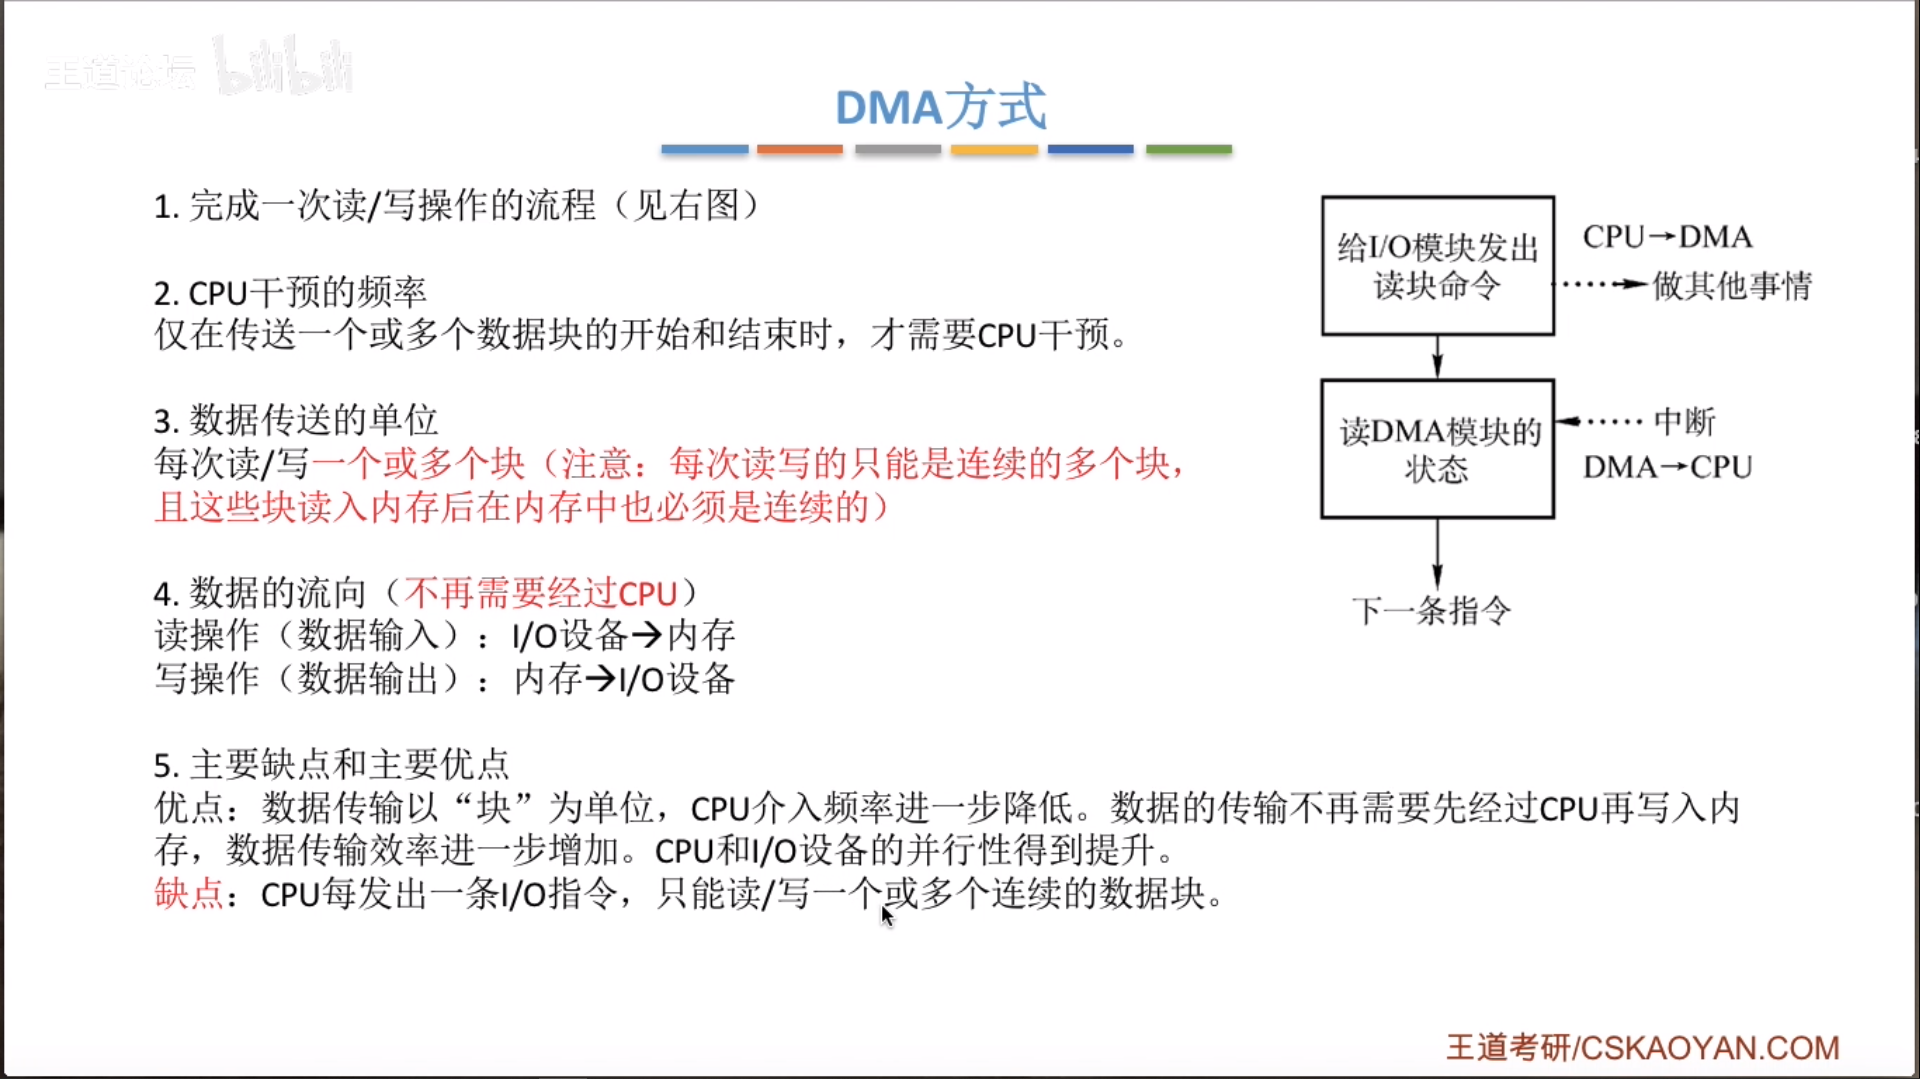 王道论坛 bilibili
DMA方式
1. 完成一次读/写操作的流程（见右图）
2. CPU干预的频率
仅在传送一个或多个数据块的开始和结束时，才需要CPU干预。
3. 数据传送的单位
每次读/写一个或多个块（注意：每次读写的只能是连续的多个块，
且这些块读入内存后在内存中也必须是连续的）
4. 数据的流向（不再需要经过CPU）
读操作（数据输入）：I/O设备→内存
写操作（数据输出）：内存→I/O设备
5. 主要缺点和主要优点
优点：数据传输以“块”为单位，CPU介入频率进一步降低。数据的传输不再需要先经过CPU再写入内
存，数据传输效率进一步增加。CPU和I/O设备的并行性得到提升。
缺点：CPU每发出一条I/O指令，只能读/写一个或多个连续的数据块。
给I/O模块发出
读块命令
CPU→DMA
做其他事情
读DMA模块的
状态
中断
DMA→CPU
下一条指令
王道考研/CSKAOYAN.COM